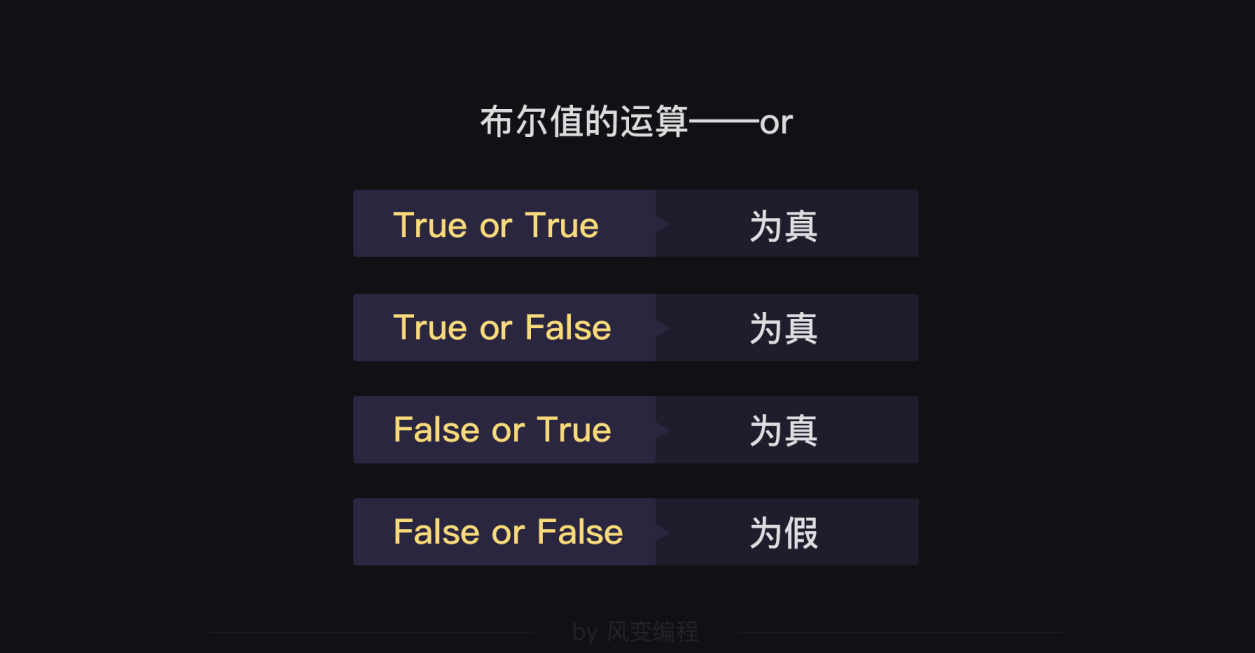 布尔值的运算——or
True or True 为真
True or False 为真
False or True 为真
False or False 为假
by 风变编程